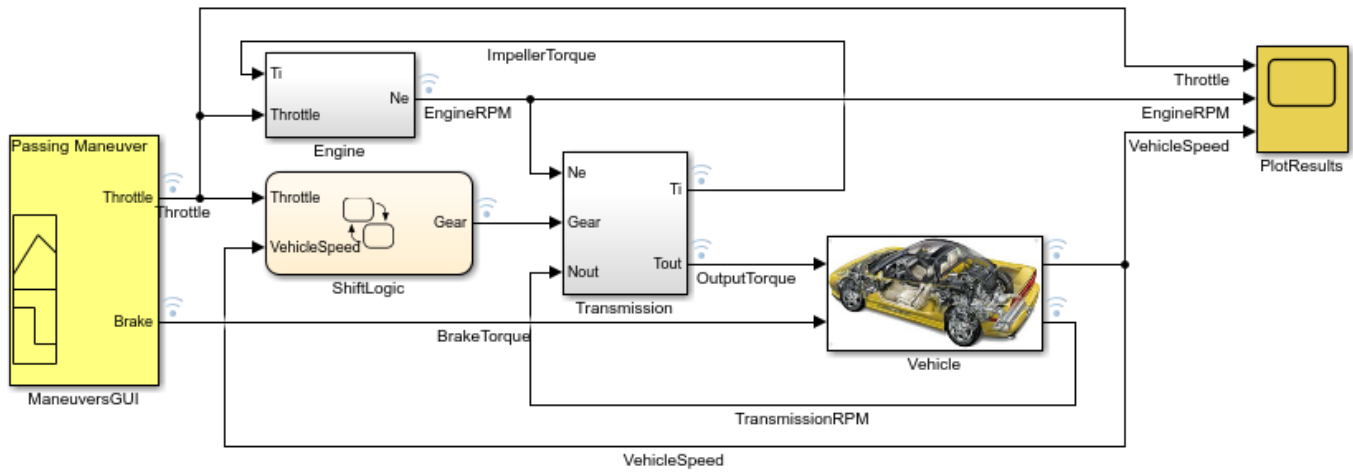 ImpellerTorque
Ti
Throttle
Ne
EngineRPM
Engine
Throttle
EngineRPM
VehicleSpeed
PlotResults
Passing Maneuver
Throttle
Brake
Throttle
ManeuversGUI
Throttle
VehicleSpeed
Gear
ShiftLogic
Ne
Gear
Nout
Ti
Tout
Transmission
OutputTorque
BrakeTorque
Vehicle
TransmissionRPM
VehicleSpeed